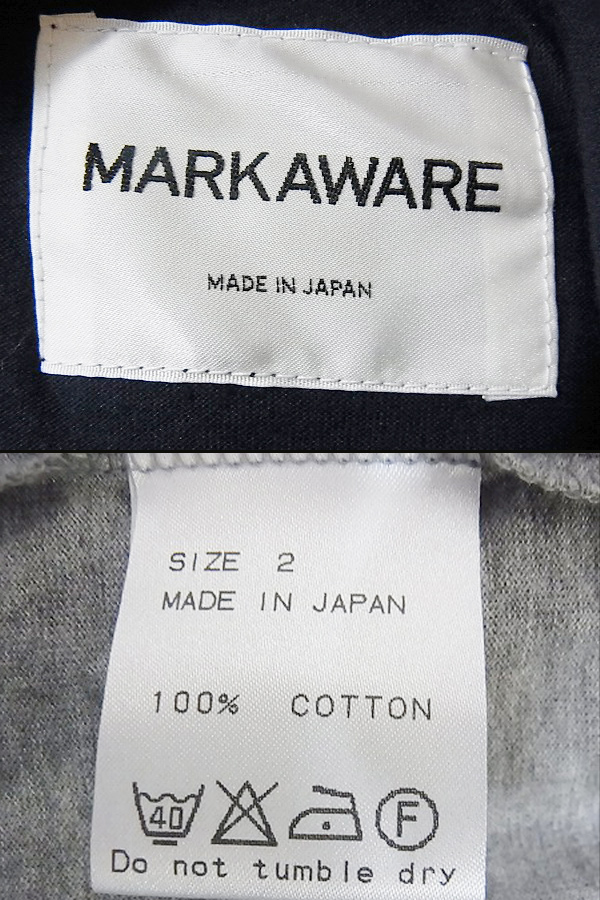 MARKAWARE
MADE IN JAPAN
SIZE 2
MADE IN JAPAN
100% COTTON
40 F
Do not tumble dry